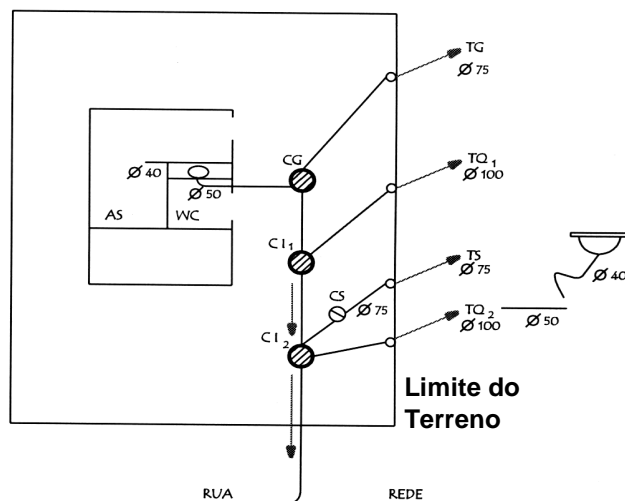 TG
Ø 75
CG
Ø 40
Ø 50
AS
WC
TQ 1
Ø 100
CI 1
TS
Ø 75
CS
Ø 75
Ø 40
CI 2
TQ 2
Ø 100
Ø 50
Limite do
Terreno
RUA
REDE